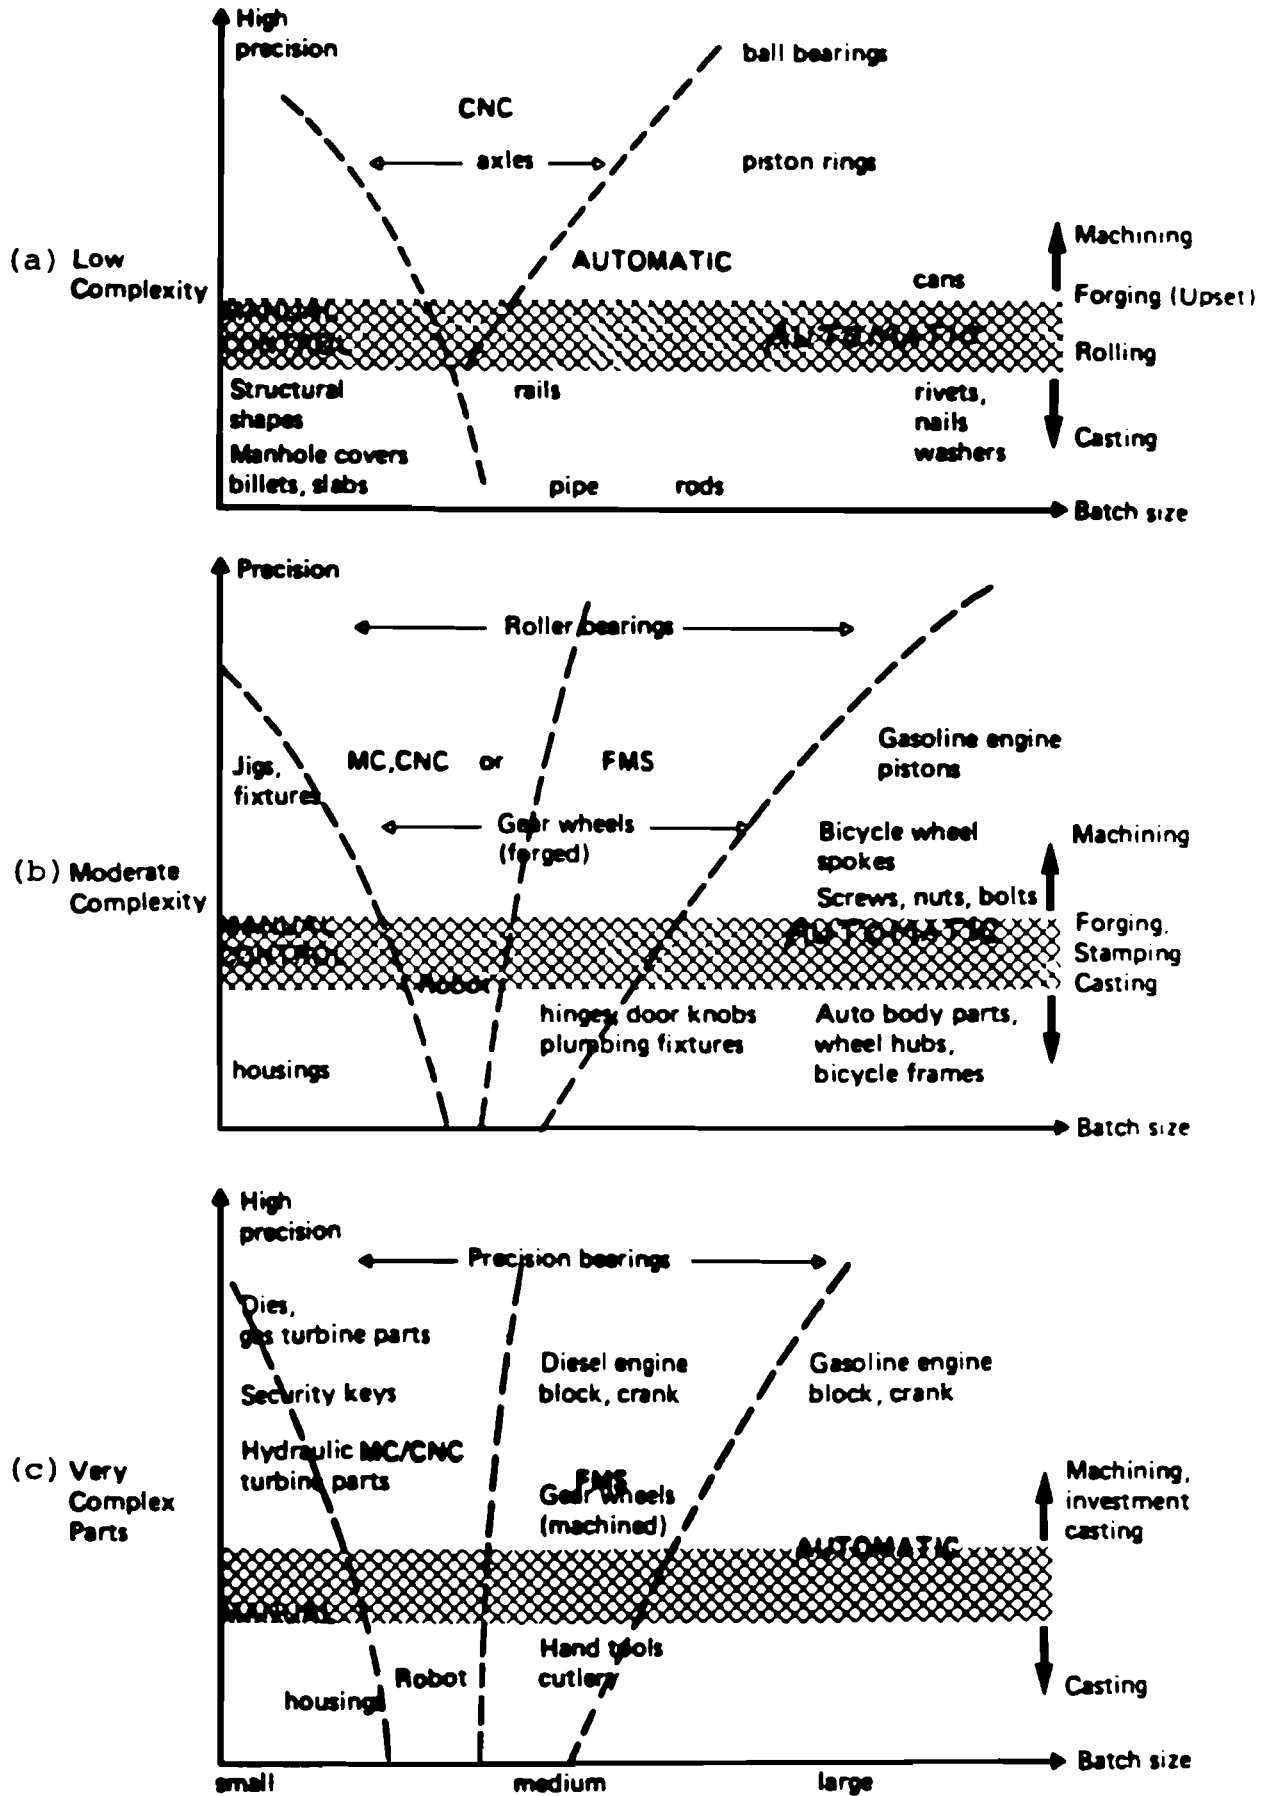 High
precision
ball bearings
CNC
axles
piston rings
Machining
(a) Low
Complexity
AUTOMATIC
cans
Forging (Upset)
MANUAL
CONTROL
AUTOMATIC
Rolling
Structural
shapes
rails
rivets,
nails
washers
Casting
Manhole covers
billets, slabs
pipe
rods
Batch size
Precision
Roller bearings
Gasoline engine
pistons
Jigs,
fixtures
MC,CNC or FMS
Gear wheels
(forged)
Bicycle wheel
spokes
Machining
(b) Moderate
Complexity
Screws, nuts, bolts
MANUAL
CONTROL
AUTOMATIC
Forging,
Stamping
Casting
Robot
hinges, door knobs
plumbing fixtures
Auto body parts,
wheel hubs,
bicycle frames
housings
Batch size
High
precision
Precision bearings
Dies,
gas turbine parts
Diesel engine
block, crank
Gasoline engine
block, crank
Security keys
Hydraulic MC/CNC
turbine parts
FMS
Gear wheels
(machined)
(c) Very
Complex
Parts
Machining,
investment
casting
AUTOMATIC
MANUAL
Hand tools
cutlery
Robot
housings
Casting
Batch size
small
medium
large